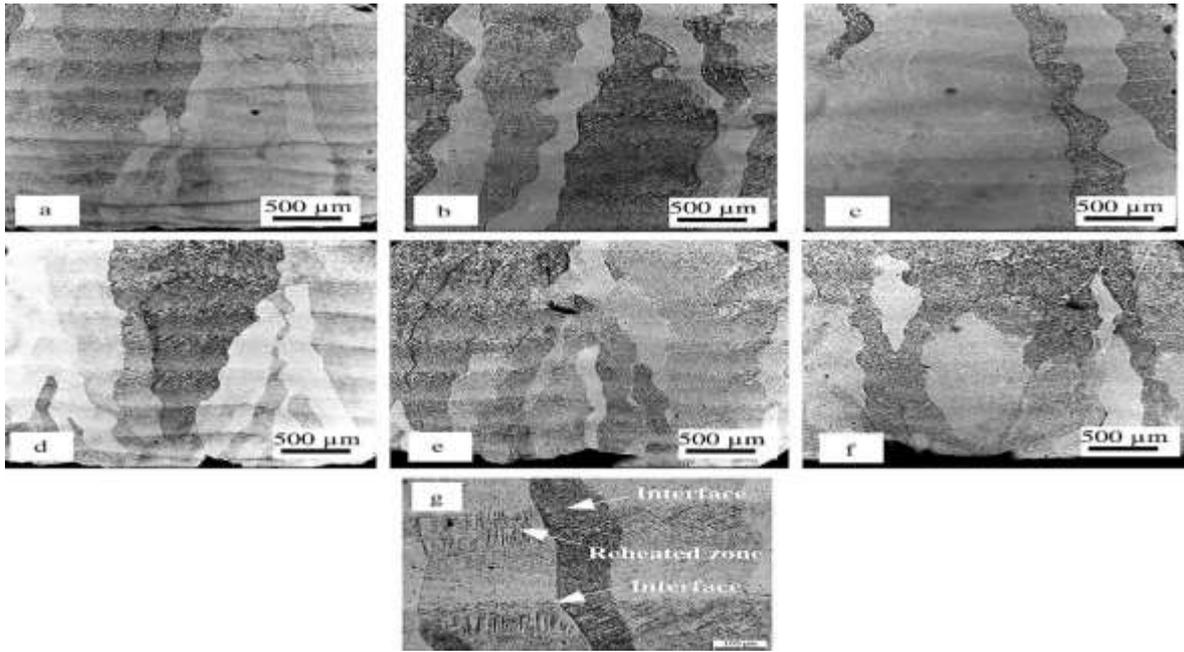 a
500 µm
b
500 µm
c
500 µm
d
500 µm
e
500 µm
f
500 µm
g
Interface
Reheated zone
Interface